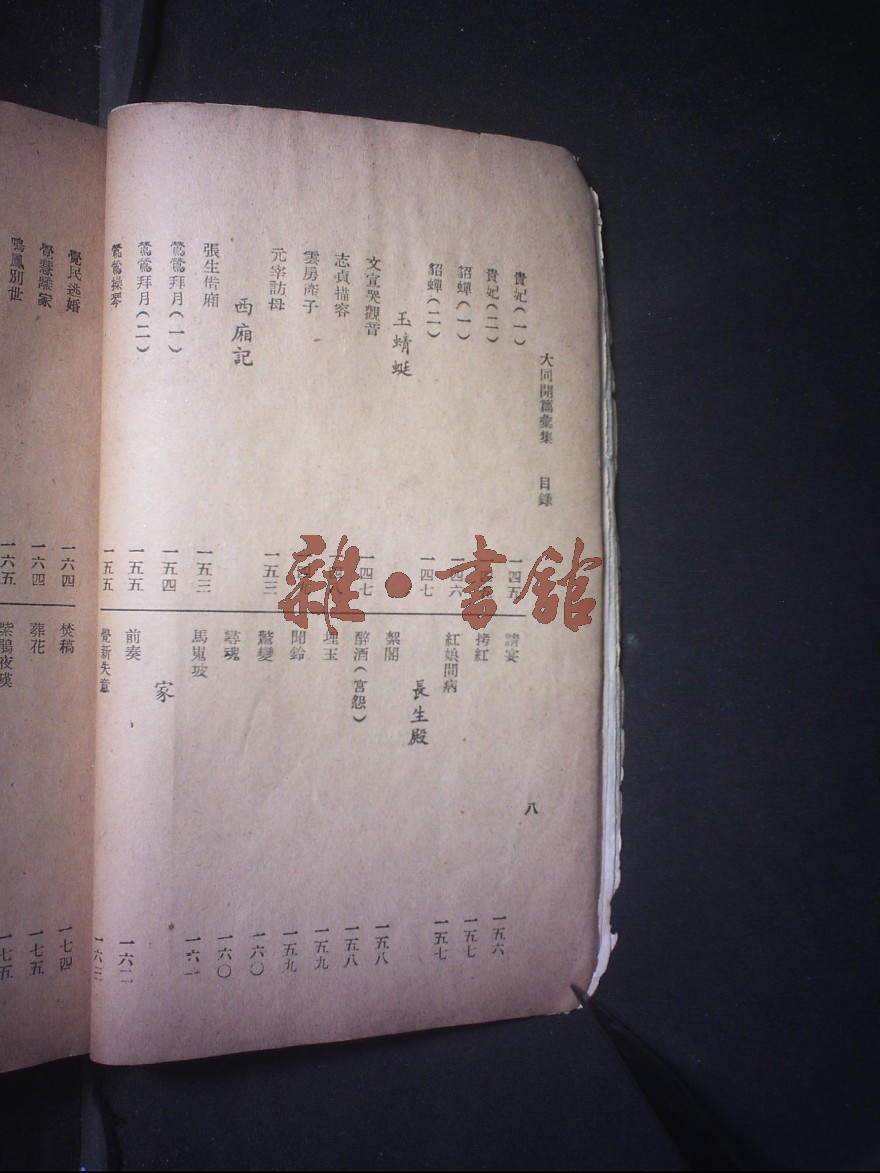 大同開篇彙集　目錄
八
貴妃(一) 一四五
貴妃(二)
貂蟬(一) 一四六
貂蟬(二) 一四七
玉蜻蜓
文宣哭觀音 一四七
志貞描容
雲房產子
元宰訪母 一五三
西廂記
張生借廂 一五三
鶯鶯拜月(一) 一五四
鶯鶯拜月(二) 一五五
鶯鶯操琴 一五五
請宴 一五六
拷紅 一五七
紅娘問病 一五七
長生殿
絮閣 一五八
醉酒(宮怨) 一五八
埋玉 一五九
聞鈴 一五九
驚變 一六〇
尋魂 一六〇
馬嵬坡 一六一
家
前奏 一六二
覺新失意 一六三
覺民逃婚 一六四
覺慧離家 一六四
鳴鳳別世 一六五
焚稿 一七四
葬花 一七五
紫鵑夜嘆 一七五
雜·書館